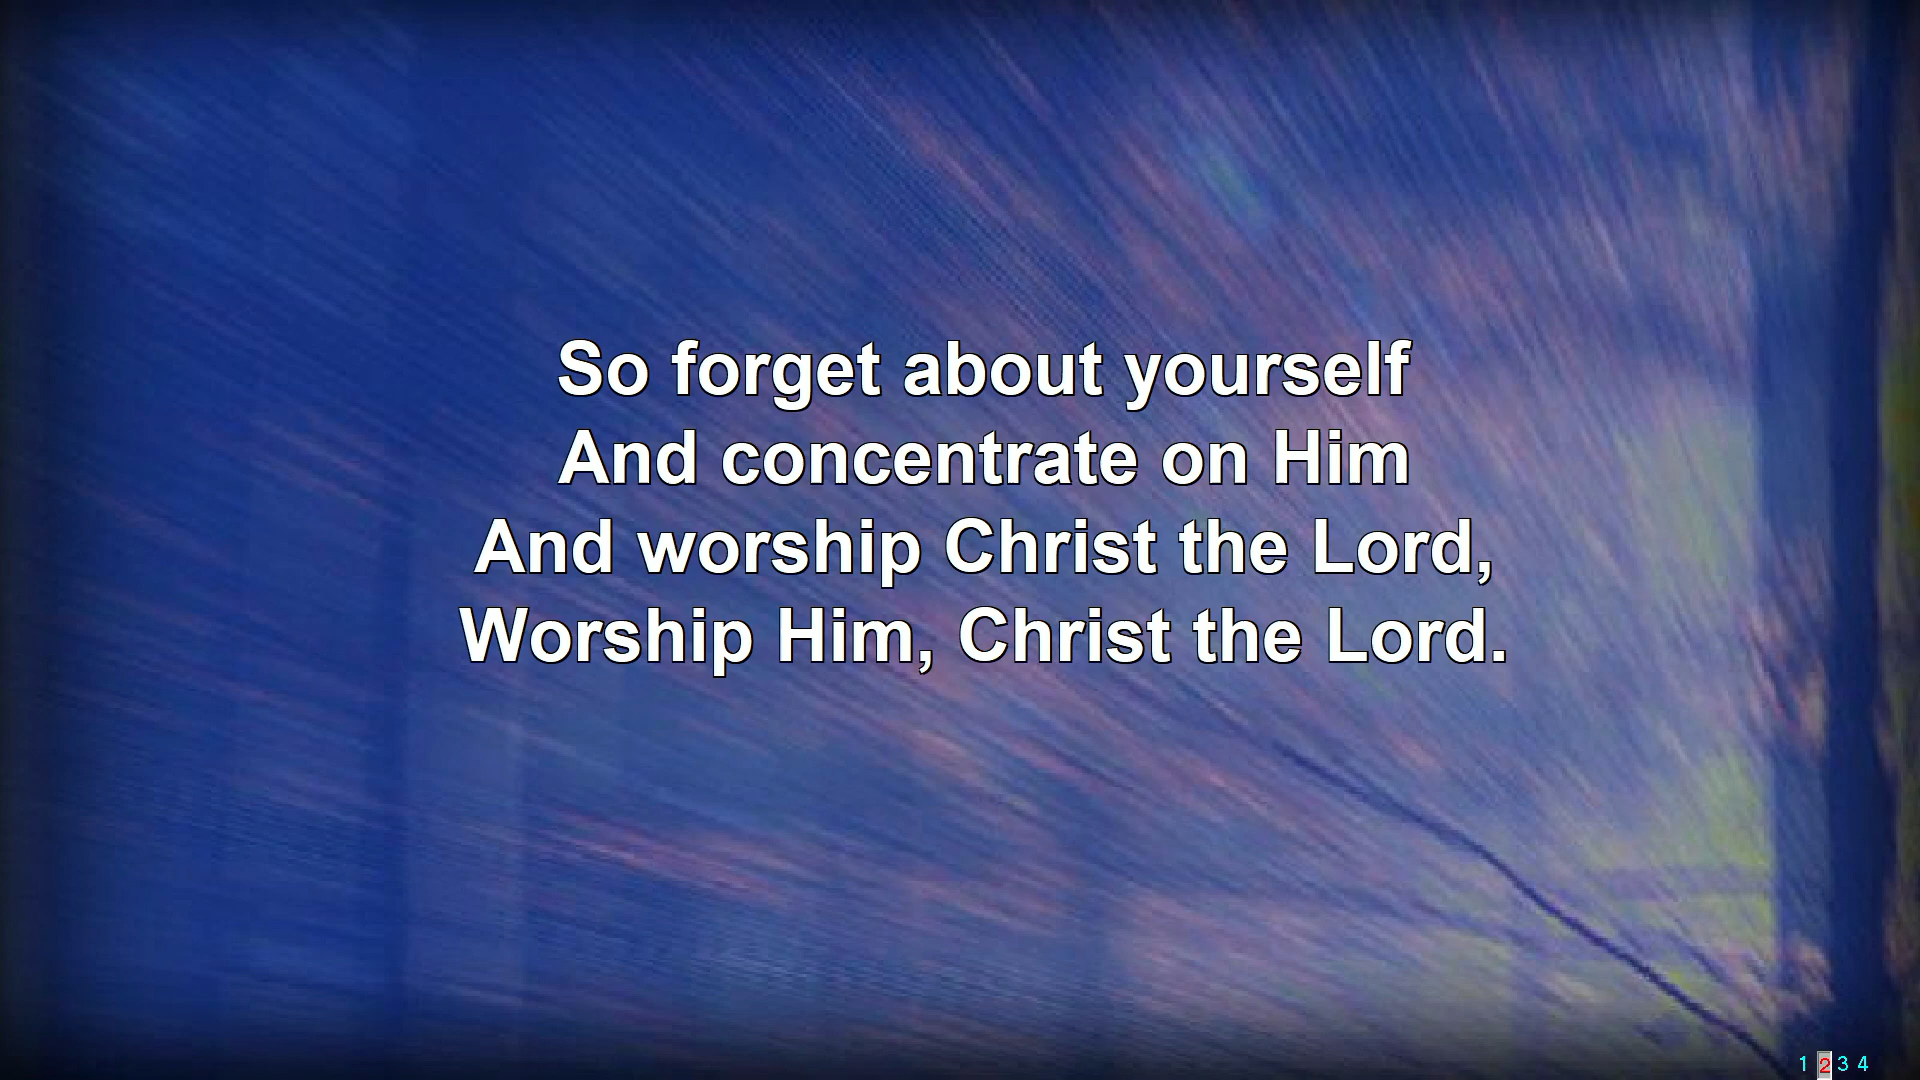 So forget about yourself
And concentrate on Him
And worship Christ the Lord,
Worship Him, Christ the Lord.
1 2 3 4